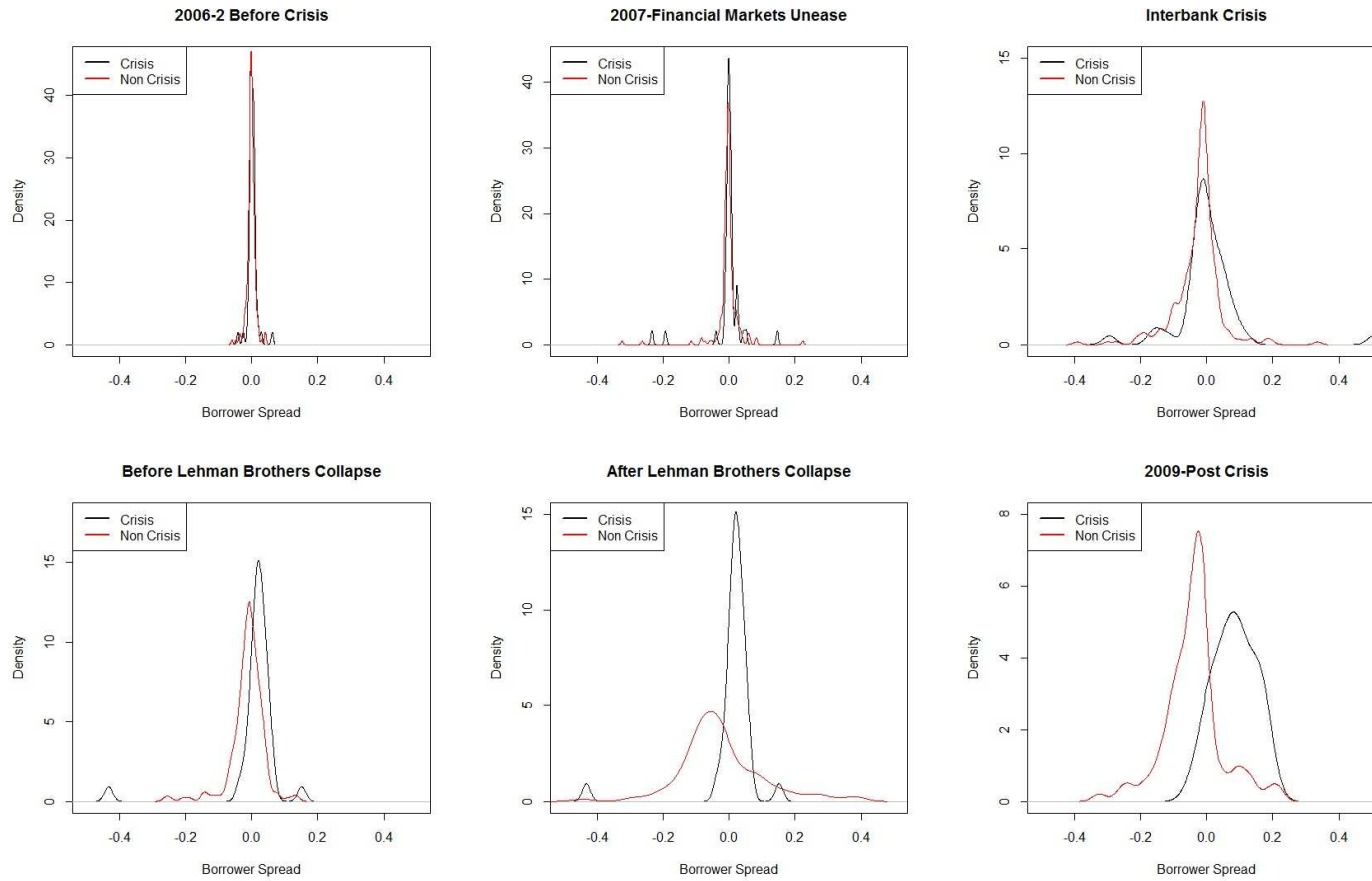 2006-2 Before Crisis
Crisis
Non Crisis
Density
0
10
20
30
40
-0.4
-0.2
0.0
0.2
0.4
Borrower Spread
2007-Financial Markets Unease
Crisis
Non Crisis
Density
0
10
20
30
40
-0.4
-0.2
0.0
0.2
0.4
Borrower Spread
Interbank Crisis
Crisis
Non Crisis
Density
0
5
10
15
-0.4
-0.2
0.0
0.2
0.4
Borrower Spread
Before Lehman Brothers Collapse
Crisis
Non Crisis
Density
0
5
10
15
-0.4
-0.2
0.0
0.2
0.4
Borrower Spread
After Lehman Brothers Collapse
Crisis
Non Crisis
Density
0
5
10
15
-0.4
-0.2
0.0
0.2
0.4
Borrower Spread
2009-Post Crisis
Crisis
Non Crisis
Density
0
2
4
6
8
-0.4
-0.2
0.0
0.2
0.4
Borrower Spread